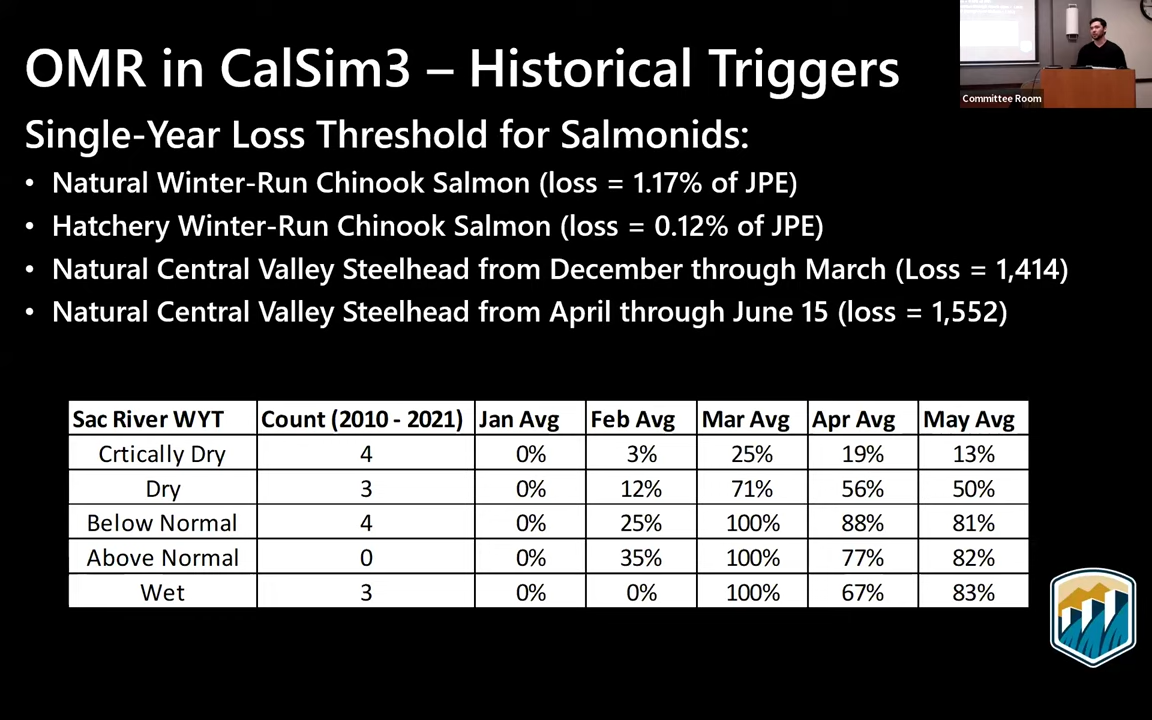 OMR in CalSim3 – Historical Triggers
Committee Room
Single-Year Loss Threshold for Salmonids:
• Natural Winter-Run Chinook Salmon (loss = 1.17% of JPE)
• Hatchery Winter-Run Chinook Salmon (loss = 0.12% of JPE)
• Natural Central Valley Steelhead from December through March (Loss = 1,414)
• Natural Central Valley Steelhead from April through June 15 (loss = 1,552)
Sac River WYT Count (2010 - 2021) Jan Avg Feb Avg Mar Avg Apr Avg May Avg
Crtically Dry 4 0% 3% 25% 19% 13%
Dry 3 0% 12% 71% 56% 50%
Below Normal 4 0% 25% 100% 88% 81%
Above Normal 0 0% 35% 100% 77% 82%
Wet 3 0% 0% 100% 67% 83%